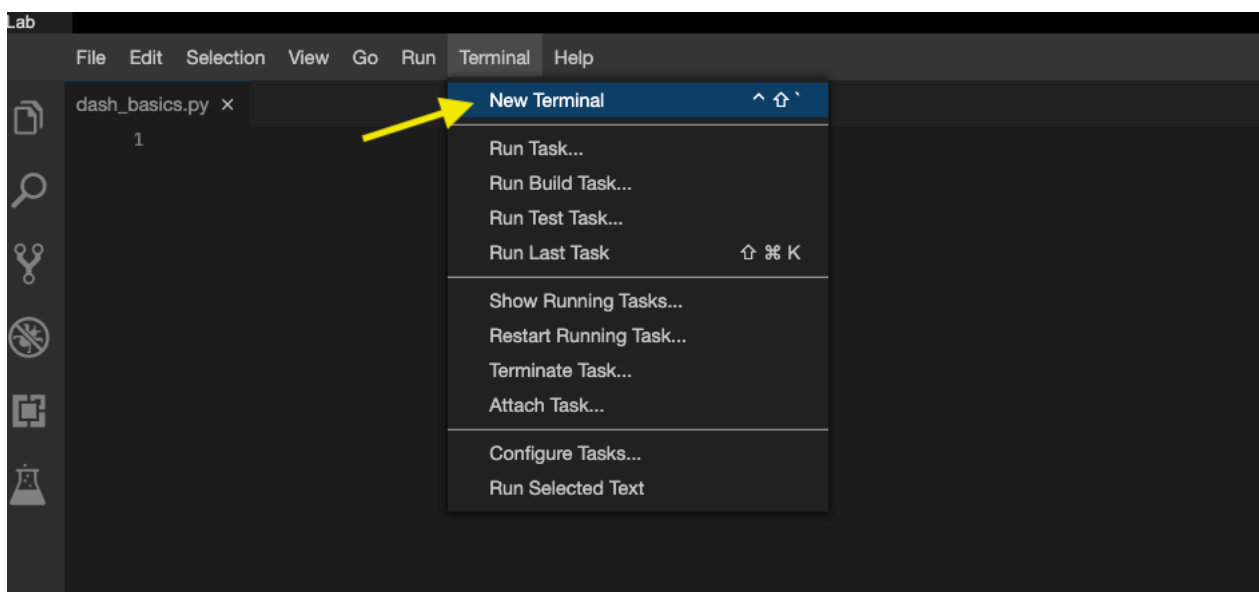 Lab
File Edit Selection View Go Run Terminal Help
dash_basics.py ×
1
New Terminal ^ ⇧ `
Run Task...
Run Build Task...
Run Test Task...
Run Last Task ⇧ ⌘ K
Show Running Tasks...
Restart Running Task...
Terminate Task...
Attach Task...
Configure Tasks...
Run Selected Text